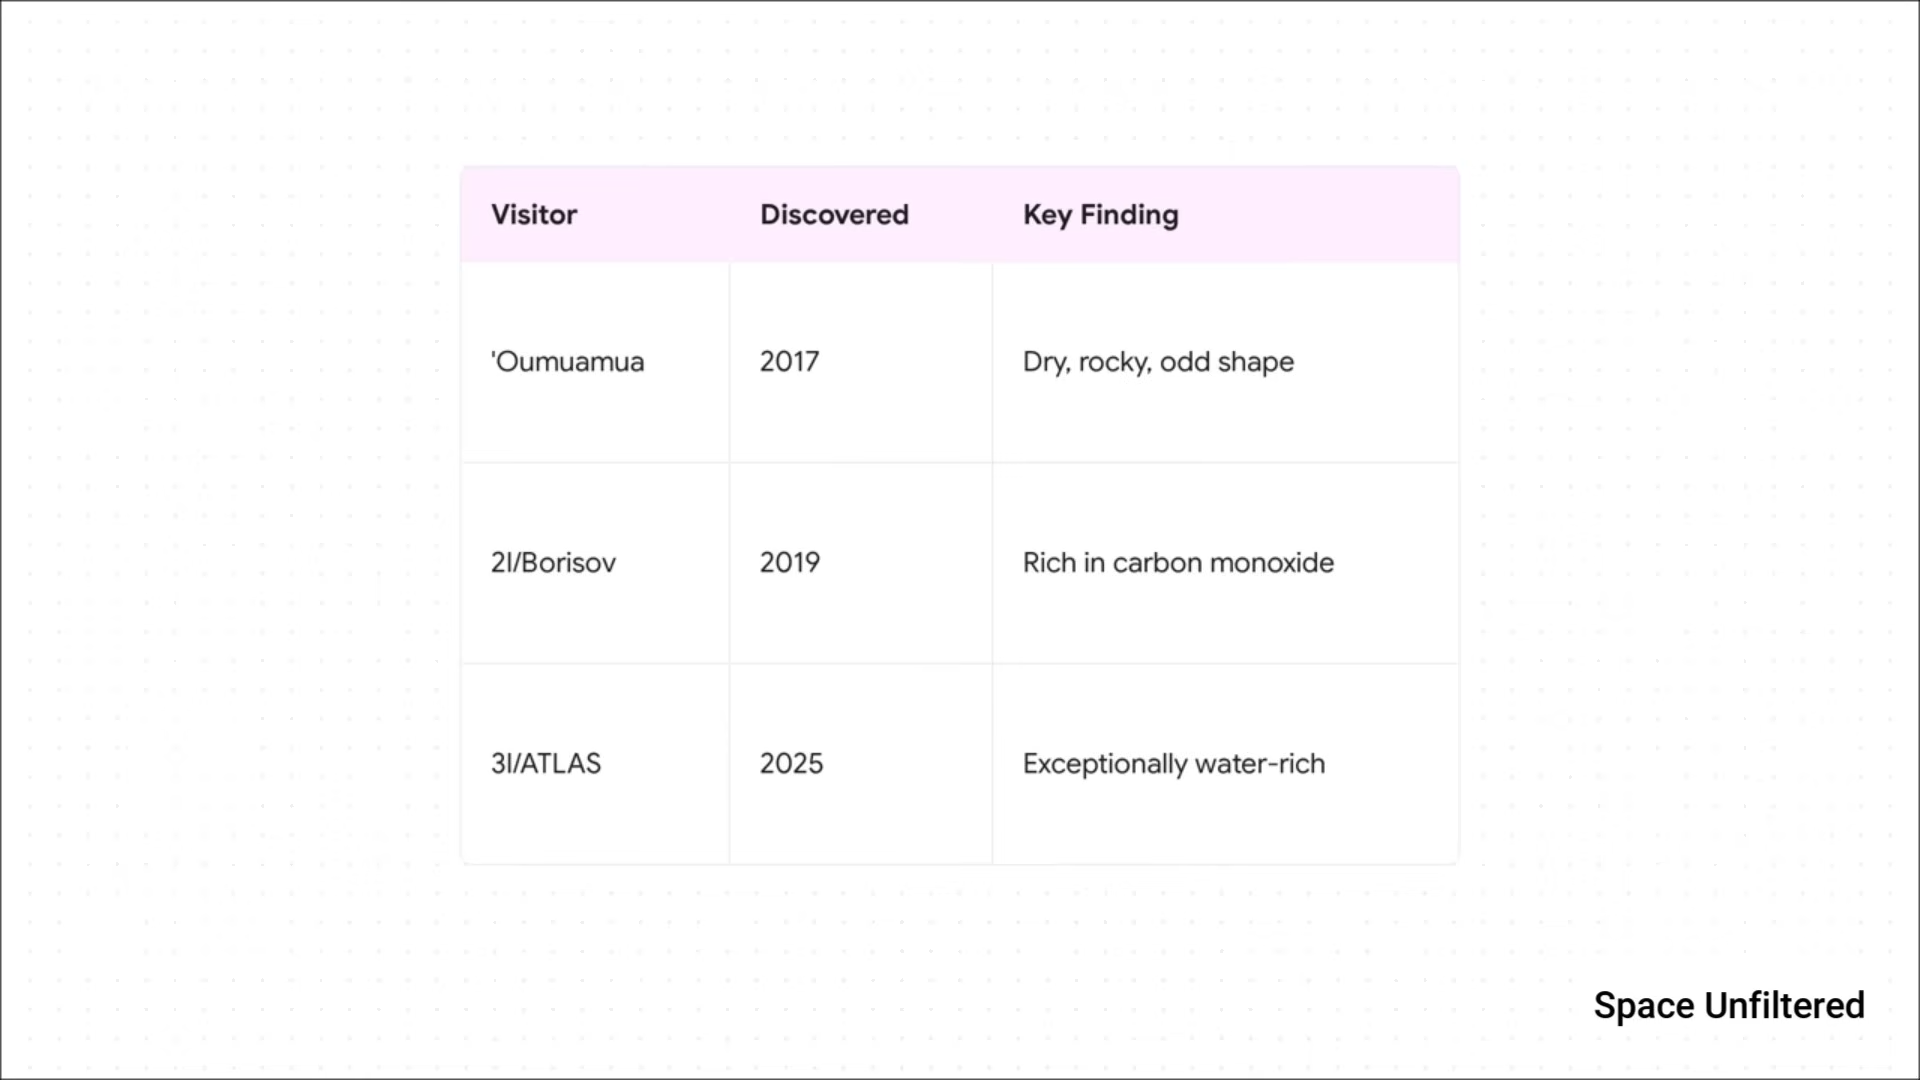 Visitor Discovered Key Finding
'Oumuamua 2017 Dry, rocky, odd shape
2I/Borisov 2019 Rich in carbon monoxide
3I/ATLAS 2025 Exceptionally water-rich
Space Unfiltered